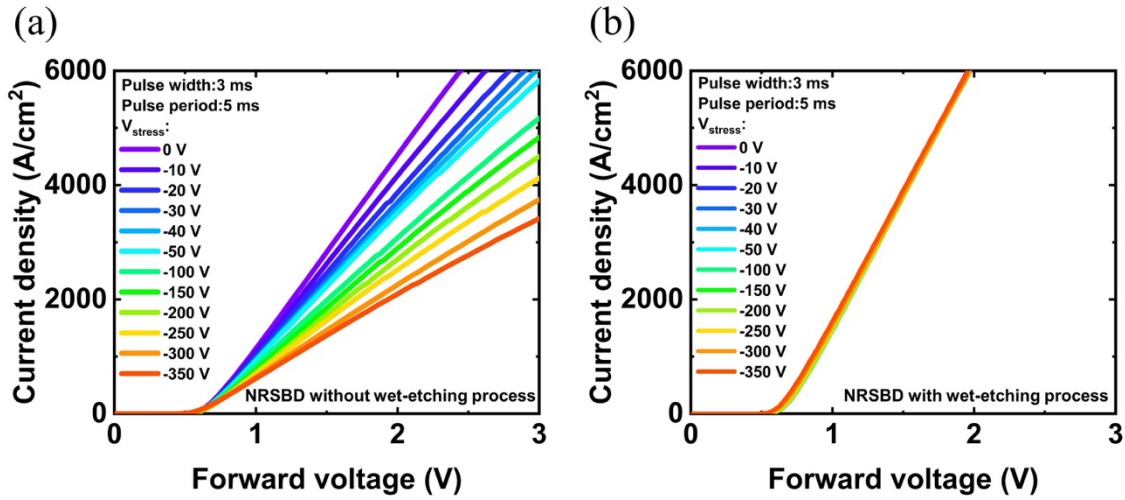 (a)
6000
4000
2000
0
Current density (A/cm²)
Pulse width:3 ms
Pulse period:5 ms
Vstress:
0 V
-10 V
-20 V
-30 V
-40 V
-50 V
-100 V
-150 V
-200 V
-250 V
-300 V
-350 V
NRSBD without wet-etching process
0 1 2 3
Forward voltage (V)
(b)
6000
4000
2000
0
Current density (A/cm²)
Pulse width:3 ms
Pulse period:5 ms
Vstress:
0 V
-10 V
-20 V
-30 V
-40 V
-50 V
-100 V
-150 V
-200 V
-250 V
-300 V
-350 V
NRSBD with wet-etching process
0 1 2 3
Forward voltage (V)